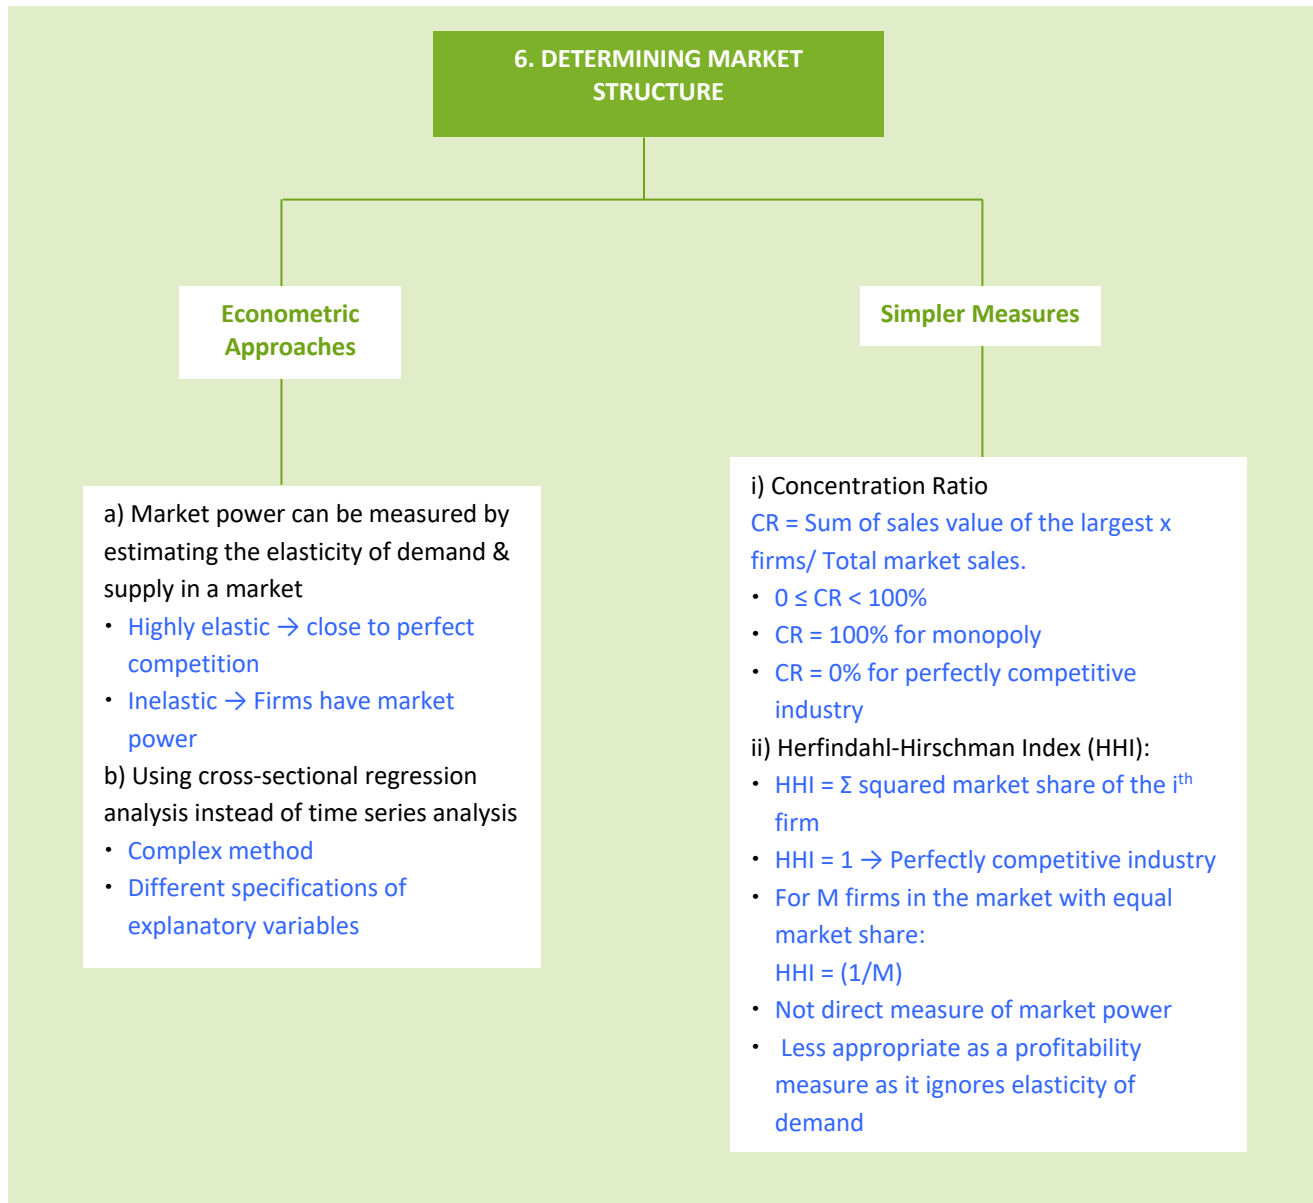 6. DETERMINING MARKET
STRUCTURE
Econometric
Approaches
a) Market power can be measured by
estimating the elasticity of demand &
supply in a market
• Highly elastic → close to perfect
competition
• Inelastic → Firms have market
power
b) Using cross-sectional regression
analysis instead of time series analysis
• Complex method
• Different specifications of
explanatory variables
Simpler Measures
i) Concentration Ratio
CR = Sum of sales value of the largest x
firms/ Total market sales.
• 0 ≤ CR < 100%
• CR = 100% for monopoly
• CR = 0% for perfectly competitive
industry
ii) Herfindahl-Hirschman Index (HHI):
• HHI = Σ squared market share of the ith
firm
• HHI = 1 → Perfectly competitive industry
• For M firms in the market with equal
market share:
HHI = (1/M)
• Not direct measure of market power
• Less appropriate as a profitability
measure as it ignores elasticity of
demand